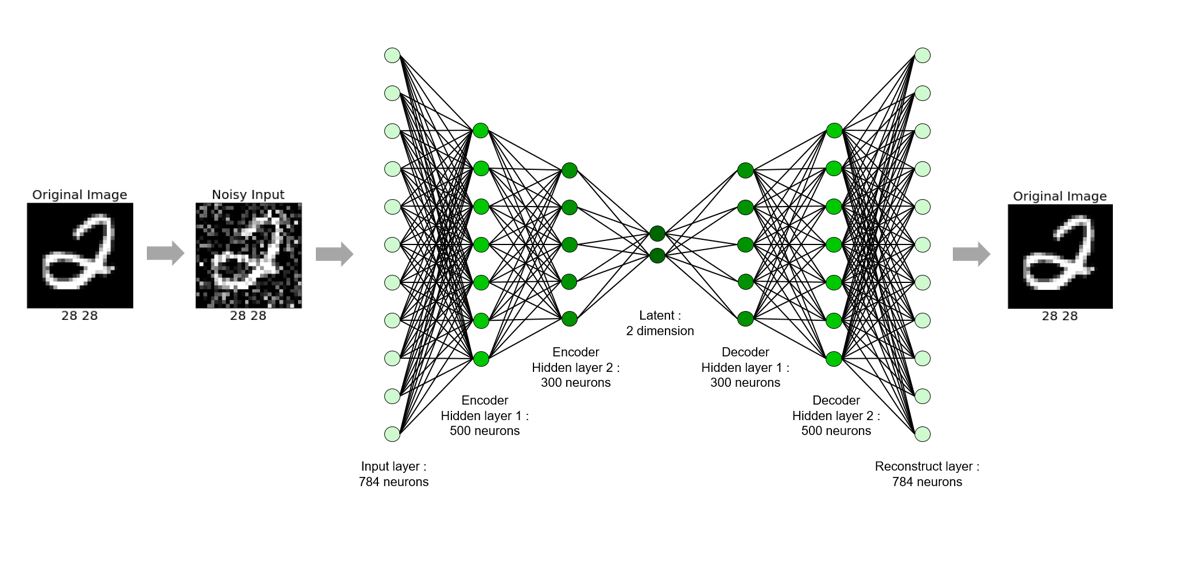 Original Image
28 28
Noisy Input
28 28
Input layer :
784 neurons
Encoder
Hidden layer 1 :
500 neurons
Encoder
Hidden layer 2 :
300 neurons
Latent :
2 dimension
Decoder
Hidden layer 1 :
300 neurons
Decoder
Hidden layer 2 :
500 neurons
Reconstruct layer :
784 neurons
Original Image
28 28